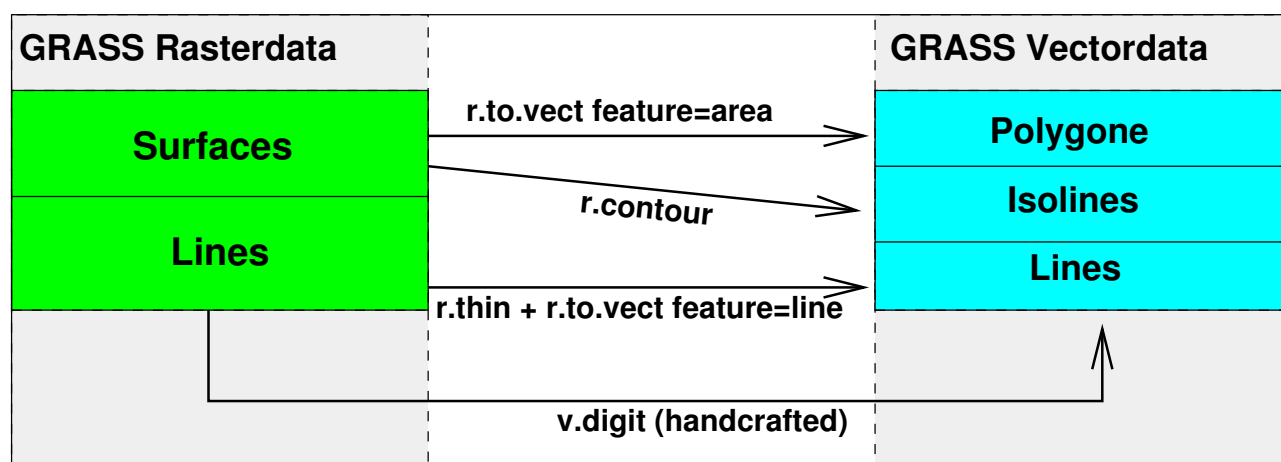 GRASS Rasterdata
GRASS Vectordata
r.to.vect feature=area
Surfaces
Polygone
r.contour
Isolines
Lines
Lines
r.thin + r.to.vect feature=line
v.digit (handcrafted)